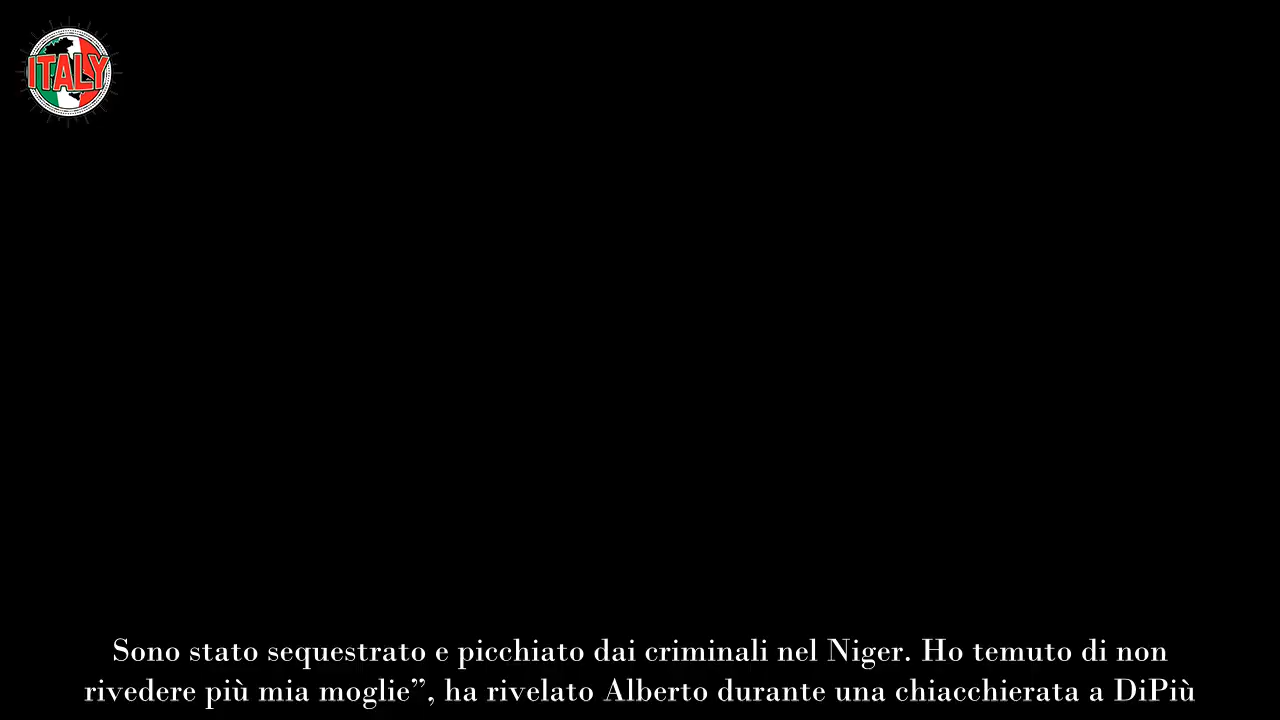 ITALY
Sono stato sequestrato e picchiato dai criminali nel Niger. Ho temuto di non
rivedere più mia moglie”, ha rivelato Alberto durante una chiacchierata a DiPiù